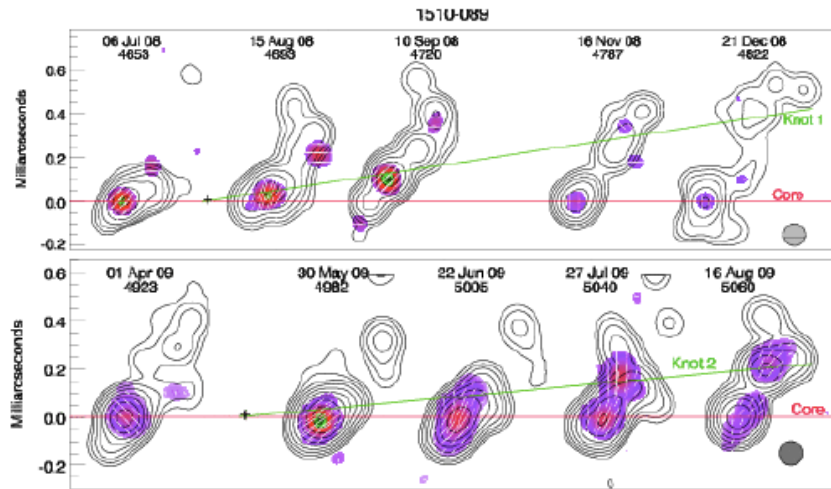 1510-089
06 Jul 08 15 Aug 08 10 Sep 08 16 Nov 08 21 Dec 08
4653 4693 4720 4787 4822
0.6
0.4
Knot 1
0.2
Core
0.0
-0.2
Milliarcseconds
01 Apr 09 30 May 09 22 Jun 09 27 Jul 09 16 Aug 09
4923 4982 5005 5040 5060
0.6
0.4
Knot 2
0.2
Core
0.0
-0.2
Milliarcseconds